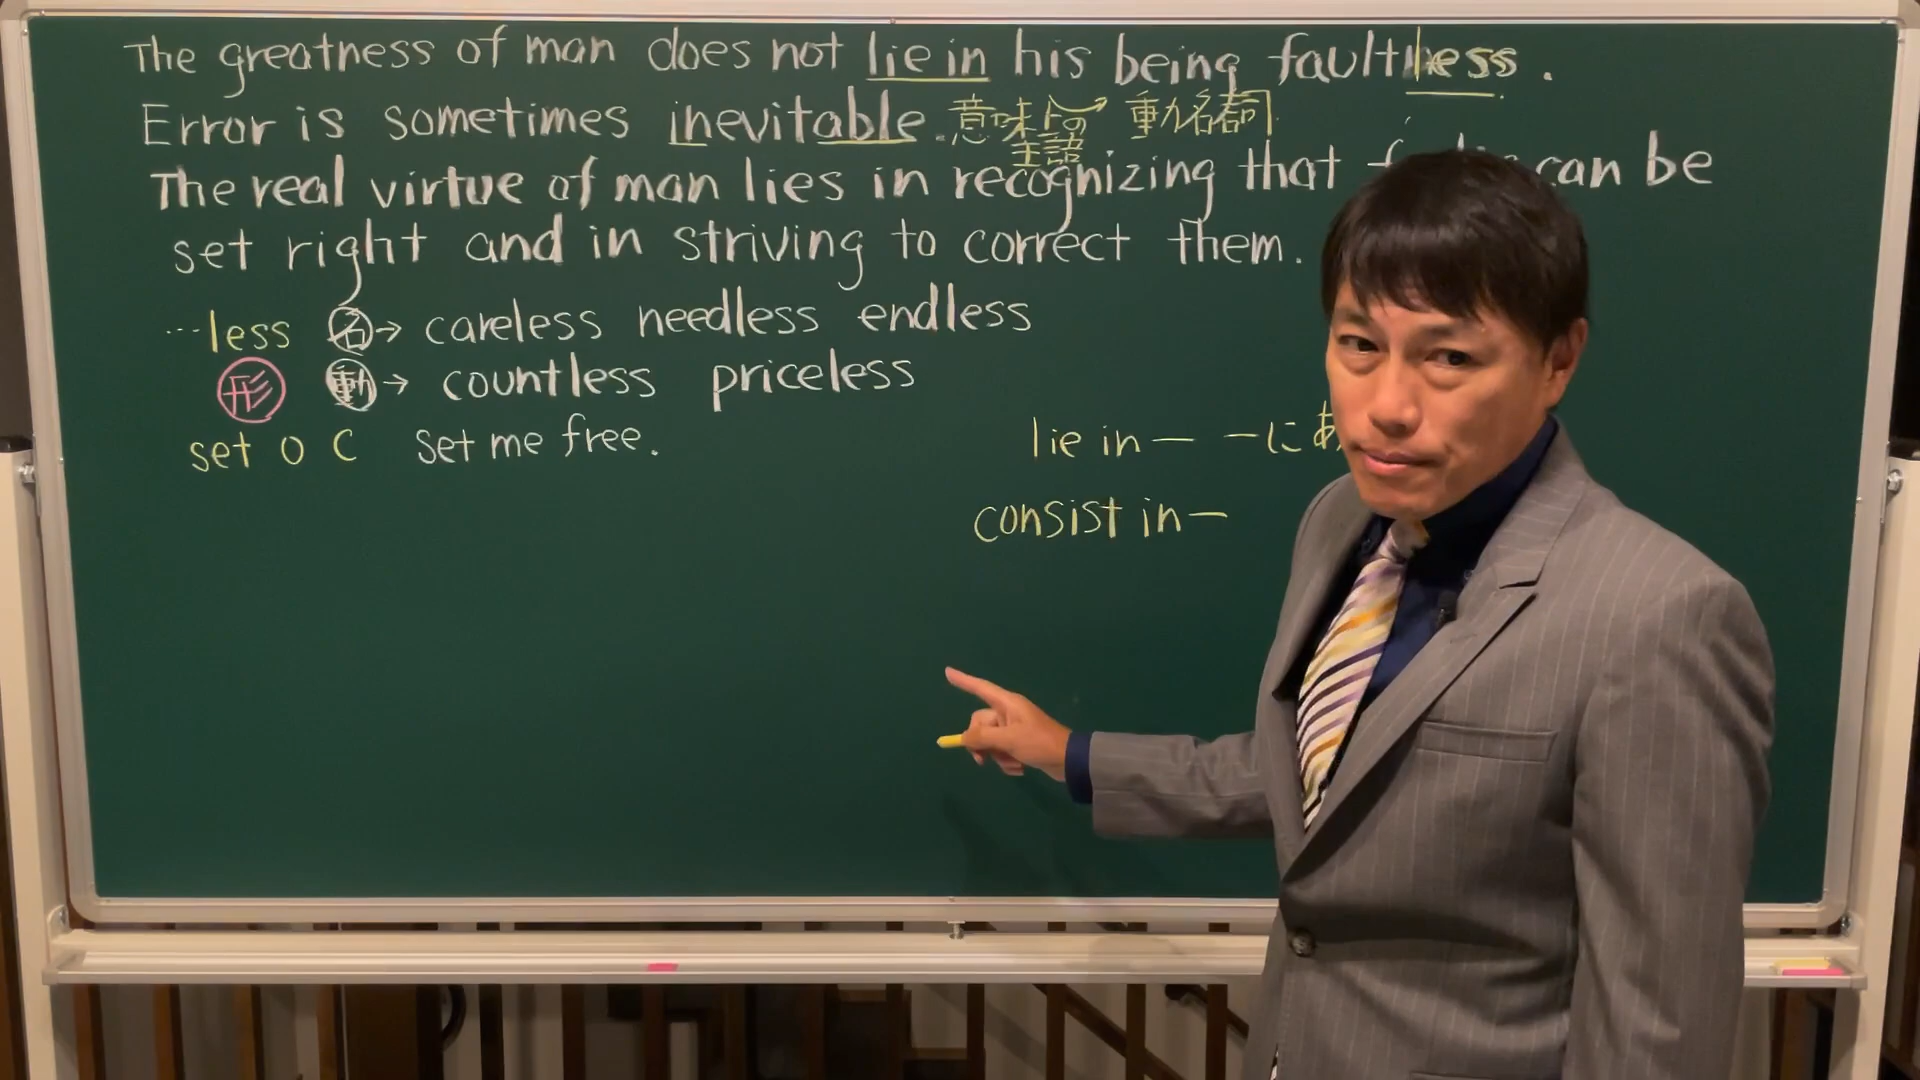 The greatness of man does not lie in his being faultless.
Error is sometimes inevitable. 意味上の主語 動名詞
The real virtue of man lies in recognizing that can be
set right and in striving to correct them.
…less 名→ careless needless endless
形 動→ countless priceless
set O C Set me free.
lie in— —にあ
consist in—